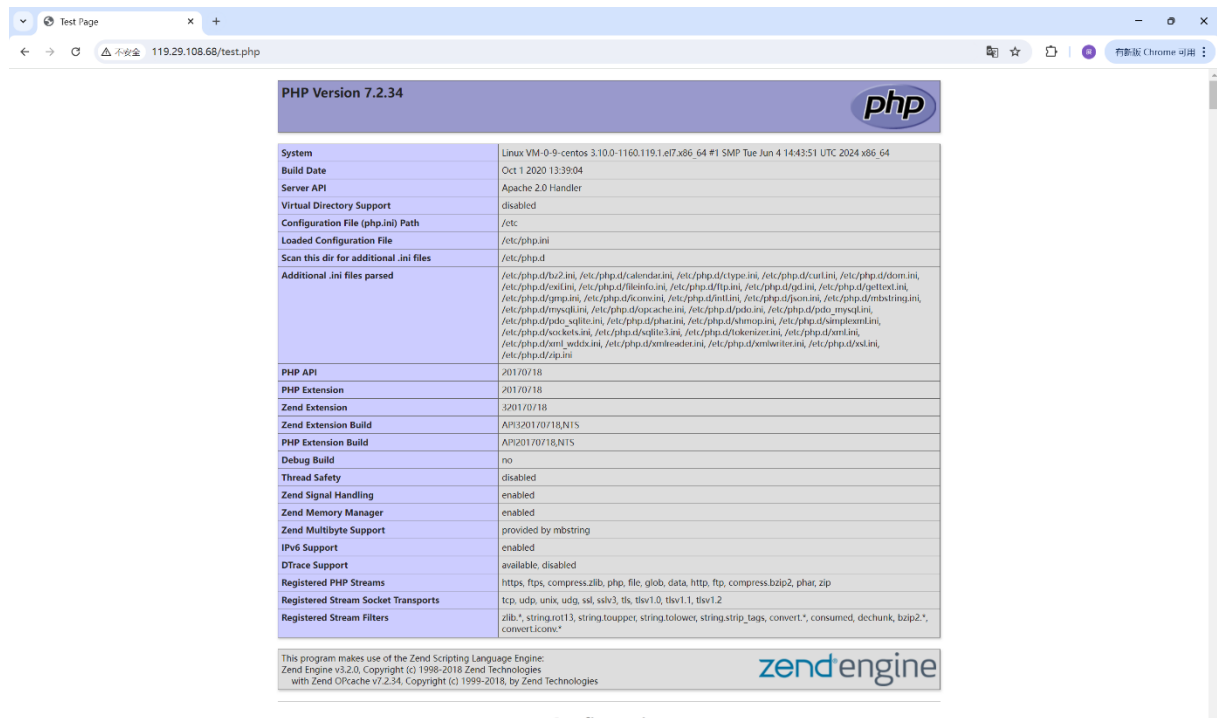 Test Page
不安全 119.29.108.68/test.php
有新版 Chrome 可用
PHP Version 7.2.34
php
System Linux VM-0-9-centos 3.10.0-1160.119.1.el7.x86_64 #1 SMP Tue Jun 4 14:43:51 UTC 2024 x86_64
Build Date Oct 1 2020 13:39:04
Server API Apache 2.0 Handler
Virtual Directory Support disabled
Configuration File (php.ini) Path /etc
Loaded Configuration File /etc/php.ini
Scan this dir for additional .ini files /etc/php.d
Additional .ini files parsed /etc/php.d/bz2.ini, /etc/php.d/calendar.ini, /etc/php.d/ctype.ini, /etc/php.d/curl.ini, /etc/php.d/dom.ini,
/etc/php.d/exif.ini, /etc/php.d/fileinfo.ini, /etc/php.d/ftp.ini, /etc/php.d/gd.ini, /etc/php.d/gettext.ini,
/etc/php.d/gmp.ini, /etc/php.d/iconv.ini, /etc/php.d/intl.ini, /etc/php.d/json.ini, /etc/php.d/mbstring.ini,
/etc/php.d/mysqli.ini, /etc/php.d/opcache.ini, /etc/php.d/pdo.ini, /etc/php.d/pdo_mysql.ini,
/etc/php.d/pdo_sqlite.ini, /etc/php.d/phar.ini, /etc/php.d/shmop.ini, /etc/php.d/simplexml.ini,
/etc/php.d/sockets.ini, /etc/php.d/sqlite3.ini, /etc/php.d/tokenizer.ini, /etc/php.d/xml.ini,
/etc/php.d/xml_wddx.ini, /etc/php.d/xmlreader.ini, /etc/php.d/xmlwriter.ini, /etc/php.d/xsl.ini,
/etc/php.d/zip.ini
PHP API 20170718
PHP Extension 20170718
Zend Extension 320170718
Zend Extension Build API320170718,NTS
PHP Extension Build API20170718,NTS
Debug Build no
Thread Safety disabled
Zend Signal Handling enabled
Zend Memory Manager enabled
Zend Multibyte Support provided by mbstring
IPv6 Support enabled
DTrace Support available, disabled
Registered PHP Streams https, ftps, compress.zlib, php, file, glob, data, http, ftp, compress.bzip2, phar, zip
Registered Stream Socket Transports tcp, udp, unix, udg, ssl, sslv3, tls, tlsv1.0, tlsv1.1, tlsv1.2
Registered Stream Filters zlib.*, string.rot13, string.toupper, string.tolower, string.strip_tags, convert.*, consumed, dechunk, bzip2.*,
convert.iconv.*
This program makes use of the Zend Scripting Language Engine:
Zend Engine v3.2.0, Copyright (c) 1998-2018 Zend Technologies
with Zend OPcache v7.2.34, Copyright (c) 1999-2018, by Zend Technologies
zend engine